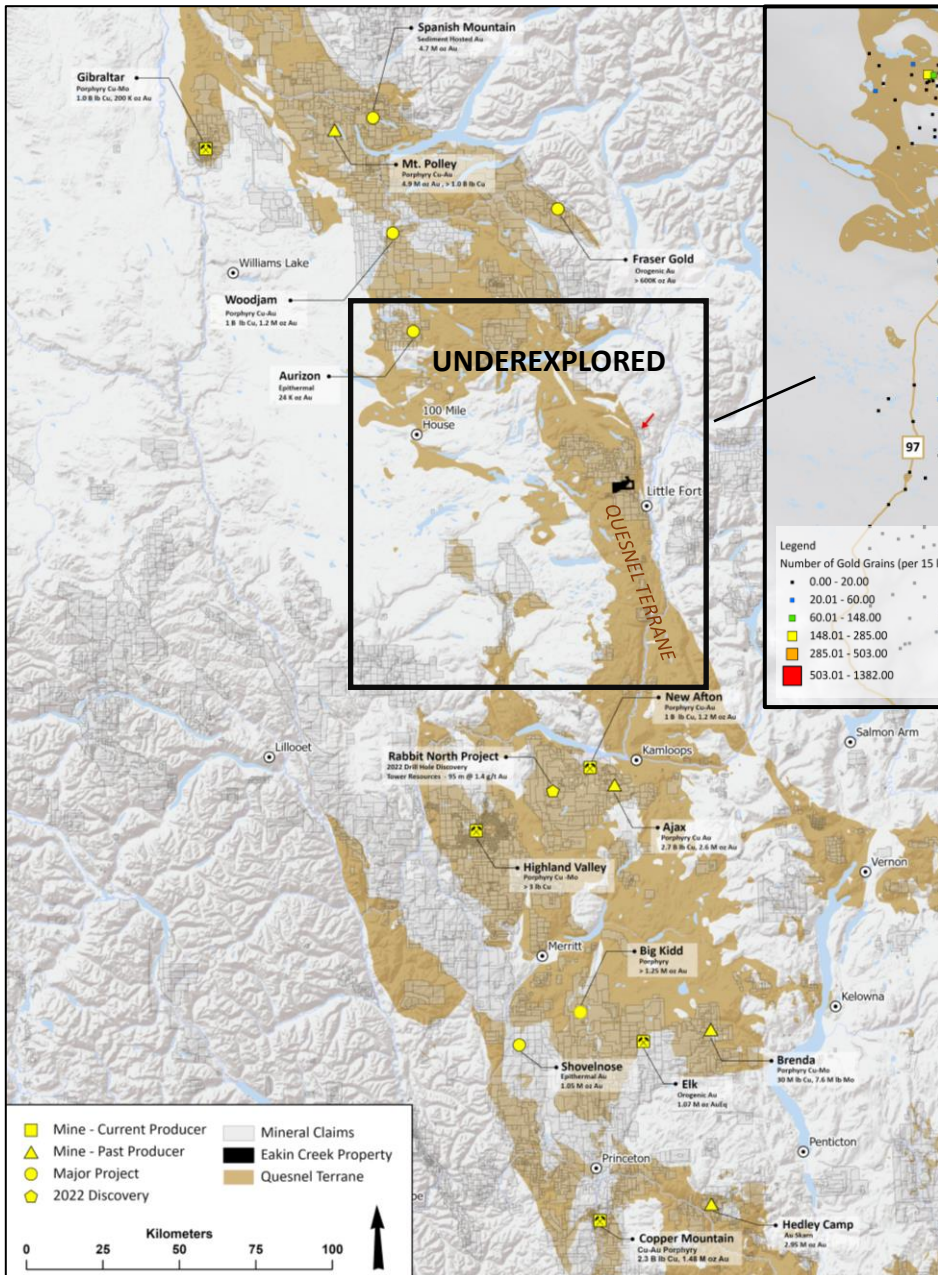 Spanish Mountain
Sediment Hosted Au
4.7 M oz Au
Gibraltar
Porphyry Cu-Mo
1.0 B lb Cu, 200 K oz Au
Mt. Polley
Porphyry Cu-Au
4.9 M oz Au , > 1.0 B lb Cu
Fraser Gold
Orogenic Au
> 600K oz Au
Williams Lake
Woodjam
Porphyry Cu-Au
1 B lb Cu, 1.2 M oz Au
UNDEREXPLORED
Aurizon
Epithermal
24 K oz Au
100 Mile
House
Little Fort
QUESNEL TERRANE
97
Legend
Number of Gold Grains (per 15
0.00 - 20.00
20.01 - 60.00
60.01 - 148.00
148.01 - 285.00
285.01 - 503.00
503.01 - 1382.00
New Afton
Porphyry Cu-Au
1 B lb Cu, 1.2 M oz Au
Salmon Arm
Lillooet
Kamloops
Rabbit North Project
2022 Drill Hole Discovery
Tower Resources - 95 m @ 1.4 g/t Au
Ajax
Porphyry Cu Au
2.7 B lb Cu, 2.6 M oz Au
Highland Valley
Porphyry Cu -Mo
> 3 lb Cu
Vernon
Merritt
Big Kidd
Porphyry
> 1.25 M oz Au
Kelowna
Shovelnose
Epithermal Au
1.05 M oz Au
Elk
Orogenic Au
1.07 M oz AuEq
Brenda
Porphyry Cu-Mo
30 M lb Cu, 7.6 M lb Mo
Penticton
Princeton
Hedley Camp
Au Skarn
2.95 M oz Au
Copper Mountain
Cu-Au Porphyry
2.3 B lb Cu, 1.48 M oz Au
Mine - Current Producer
Mine - Past Producer
Major Project
2022 Discovery
Mineral Claims
Eakin Creek Property
Quesnel Terrane
Kilometers
0 25 50 100